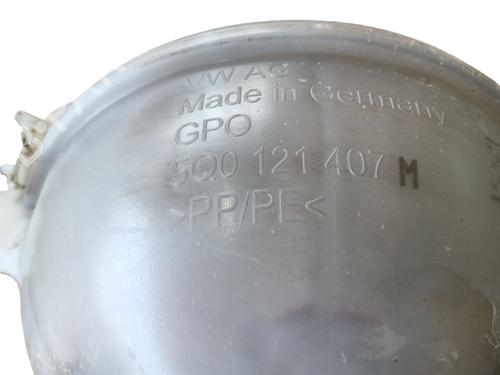 VW AG
Made in Germany
GPO
5Q0 121 407 M
>PP/PE<